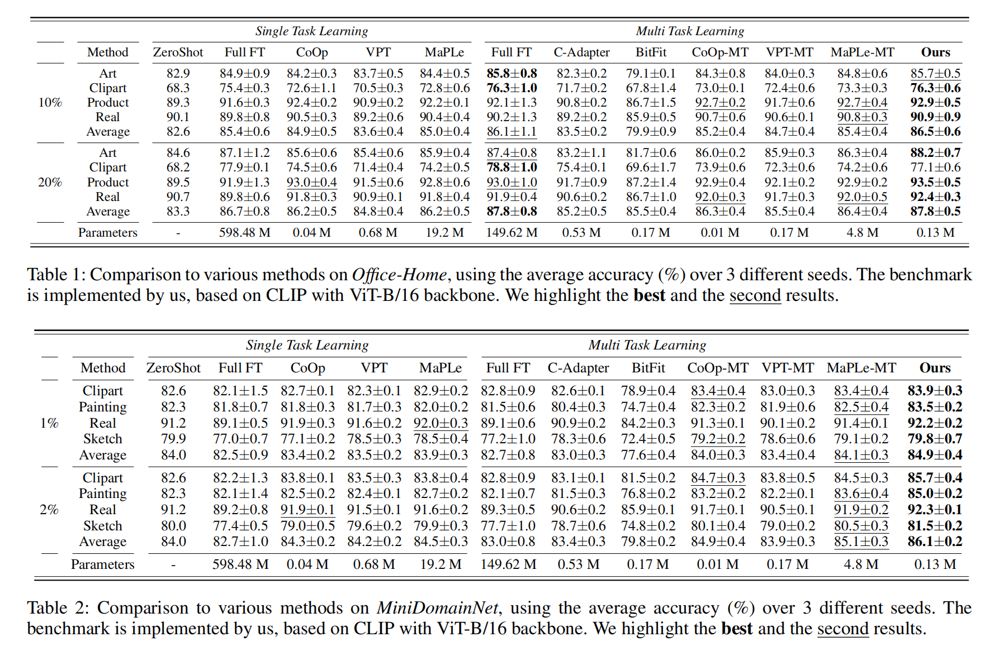 Single Task Learning Multi Task Learning
Method ZeroShot Full FT CoOp VPT MaPLe Full FT C-Adapter BitFit CoOp-MT VPT-MT MaPLe-MT Ours
Art 82.9 84.9±0.9 84.2±0.3 83.7±0.5 84.4±0.5 85.8±0.8 82.3±0.2 79.1±0.1 84.3±0.8 84.0±0.3 84.8±0.6 85.7±0.5
Clipart 68.3 75.4±0.3 72.6±1.1 70.5±0.3 72.8±0.6 76.3±1.0 71.7±0.2 67.8±1.4 73.0±0.1 72.4±0.6 73.3±0.3 76.3±0.6
10% Product 89.3 91.6±0.3 92.4±0.2 90.9±0.2 92.2±0.1 92.1±1.3 90.8±0.2 86.7±1.5 92.7±0.2 91.7±0.6 92.7±0.4 92.9±0.5
Real 90.1 89.8±0.8 90.5±0.3 89.2±0.6 90.4±0.4 90.2±1.3 89.2±0.2 85.9±0.5 90.7±0.6 90.6±0.1 90.8±0.3 90.9±0.9
Average 82.6 85.4±0.6 84.9±0.5 83.6±0.4 85.0±0.4 86.1±1.1 83.5±0.2 79.9±0.9 85.2±0.4 84.7±0.4 85.4±0.4 86.5±0.6
Art 84.6 87.1±1.2 85.6±0.6 85.4±0.6 85.9±0.4 87.4±0.8 83.2±1.1 81.7±0.6 86.0±0.2 85.9±0.3 86.3±0.4 88.2±0.7
Clipart 68.2 77.9±0.1 74.5±0.6 71.4±0.4 74.2±0.5 78.8±1.0 75.4±0.1 69.6±1.7 73.9±0.6 72.3±0.6 74.2±0.6 77.1±0.6
20% Product 89.5 91.9±1.3 93.0±0.4 91.5±0.6 92.8±0.6 93.0±1.0 91.7±0.9 87.2±1.4 92.9±0.4 92.1±0.2 92.9±0.2 93.5±0.5
Real 90.7 89.8±0.6 91.8±0.3 90.9±0.1 91.8±0.4 91.9±0.4 90.6±0.2 86.7±1.0 92.0±0.3 91.7±0.3 92.0±0.5 92.4±0.3
Average 83.3 86.7±0.8 86.2±0.5 84.8±0.4 86.2±0.5 87.8±0.8 85.2±0.5 85.5±0.4 86.3±0.4 85.5±0.4 86.4±0.4 87.8±0.5
Parameters - 598.48 M 0.04 M 0.68 M 19.2 M 149.62 M 0.53 M 0.17 M 0.01 M 0.17 M 4.8 M 0.13 M
Table 1: Comparison to various methods on Office-Home, using the average accuracy (%) over 3 different seeds. The benchmark
is implemented by us, based on CLIP with ViT-B/16 backbone. We highlight the best and the second results.
Single Task Learning Multi Task Learning
Method ZeroShot Full FT CoOp VPT MaPLe Full FT C-Adapter BitFit CoOp-MT VPT-MT MaPLe-MT Ours
Clipart 82.6 82.1±1.5 82.7±0.1 82.3±0.1 82.9±0.2 82.8±0.9 82.6±0.1 78.9±0.4 83.4±0.4 83.0±0.3 83.4±0.4 83.9±0.3
Painting 82.3 81.8±0.7 81.8±0.3 81.7±0.3 82.0±0.2 81.5±0.6 80.4±0.3 74.7±0.4 82.3±0.2 81.9±0.6 82.5±0.4 83.5±0.2
1% Real 91.2 89.1±0.5 91.9±0.3 91.6±0.2 92.0±0.3 89.1±0.6 90.9±0.2 84.2±0.3 91.3±0.1 90.1±0.2 91.4±0.1 92.2±0.2
Sketch 79.9 77.0±0.7 77.1±0.2 78.5±0.3 78.5±0.4 77.2±1.0 78.3±0.6 72.4±0.5 79.2±0.2 78.6±0.6 79.1±0.2 79.8±0.7
Average 84.0 82.5±0.9 83.4±0.2 83.5±0.2 83.9±0.3 82.7±0.8 83.0±0.3 77.6±0.4 84.0±0.3 83.4±0.4 84.1±0.3 84.9±0.4
Clipart 82.6 82.2±1.3 83.8±0.1 83.5±0.3 83.8±0.4 82.8±0.9 83.1±0.1 81.5±0.2 84.7±0.3 83.8±0.5 84.5±0.3 85.7±0.4
Painting 82.3 82.1±1.4 82.5±0.2 82.4±0.1 82.7±0.2 82.1±0.7 81.5±0.3 76.8±0.2 83.2±0.2 82.2±0.1 83.6±0.4 85.0±0.2
2% Real 91.2 89.2±0.8 91.9±0.1 91.5±0.1 91.6±0.2 89.3±0.5 90.6±0.2 85.9±0.1 91.7±0.1 90.5±0.1 91.9±0.2 92.3±0.1
Sketch 80.0 77.4±0.5 79.0±0.5 79.6±0.2 79.9±0.3 77.7±1.0 78.7±0.6 74.8±0.2 80.1±0.4 79.0±0.2 80.5±0.3 81.5±0.2
Average 84.0 82.7±1.0 84.3±0.2 84.2±0.2 84.5±0.3 83.0±0.8 83.4±0.3 79.8±0.2 84.9±0.4 83.9±0.3 85.1±0.3 86.1±0.2
Parameters - 598.48 M 0.04 M 0.68 M 19.2 M 149.62 M 0.53 M 0.17 M 0.01 M 0.17 M 4.8 M 0.13 M
Table 2: Comparison to various methods on MiniDomainNet, using the average accuracy (%) over 3 different seeds. The
benchmark is implemented by us, based on CLIP with ViT-B/16 backbone. We highlight the best and the second results.